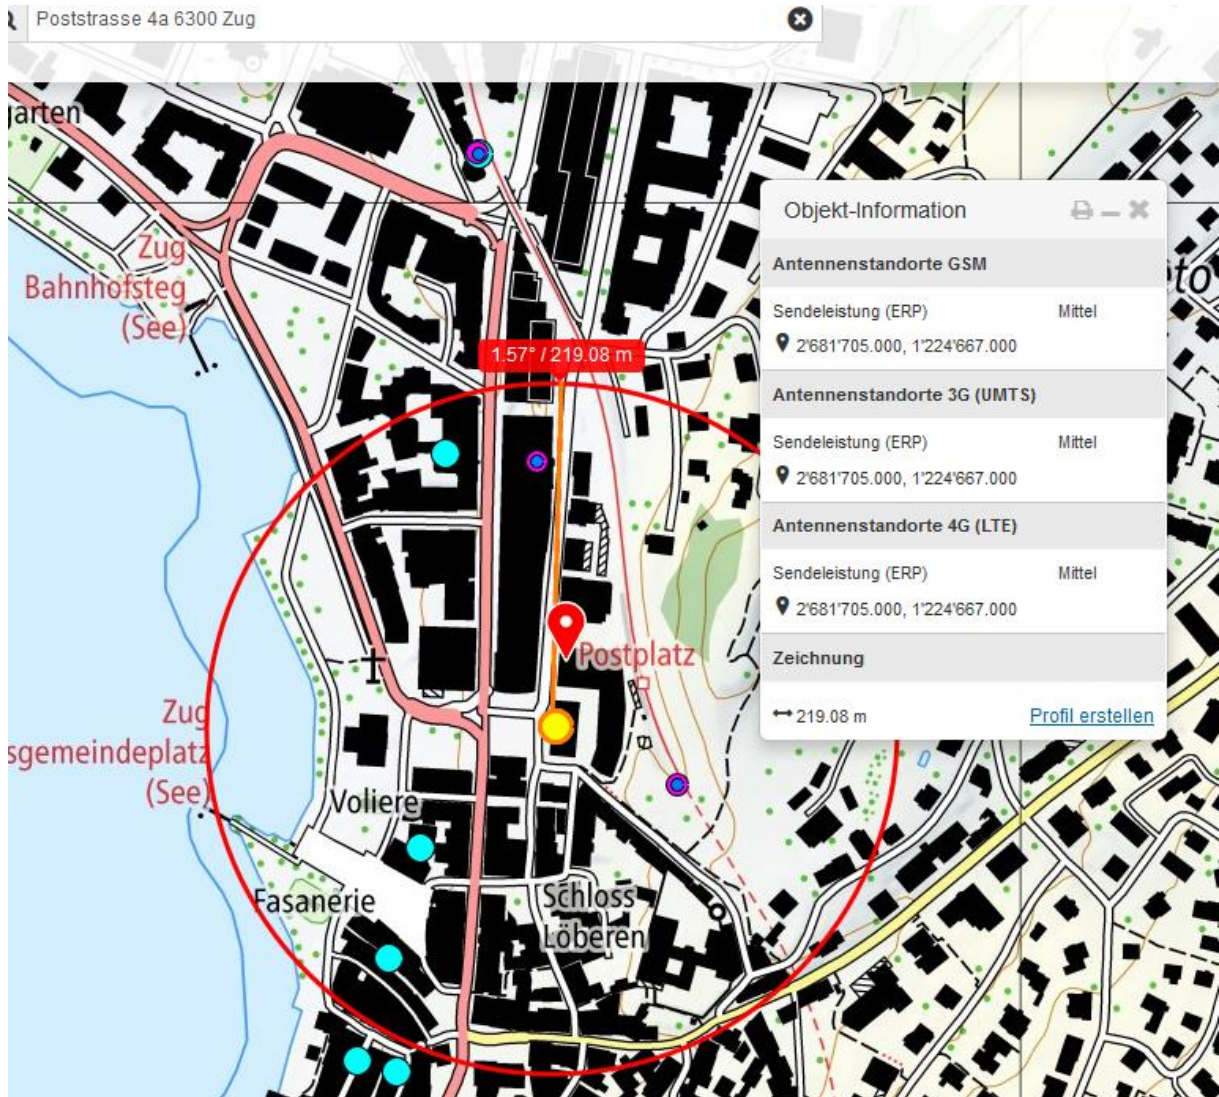 Poststrasse 4a 6300 Zug
garten
Zug
Bahnhofsteg
(See)
1.57° / 219.08 m
Postplatz
Zug
sgemeindeplatz
(See)
Voliere
Fasanerie
Schloss
Löberen
Objekt-Information
Antennenstandorte GSM
Sendeleistung (ERP) Mittel
2'681'705.000, 1'224'667.000
Antennenstandorte 3G (UMTS)
Sendeleistung (ERP) Mittel
2'681'705.000, 1'224'667.000
Antennenstandorte 4G (LTE)
Sendeleistung (ERP) Mittel
2'681'705.000, 1'224'667.000
Zeichnung
219.08 m Profil erstellen